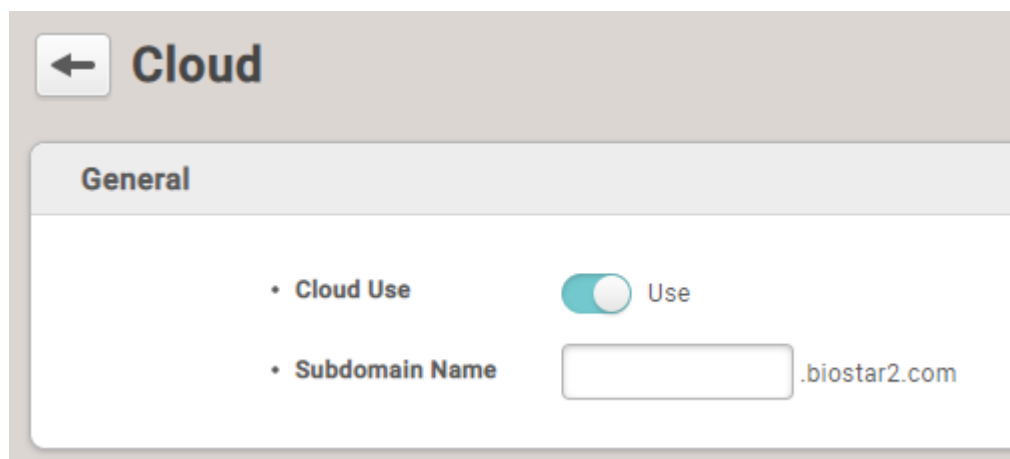 Cloud
General
• Cloud Use Use
• Subdomain Name .biostar2.com